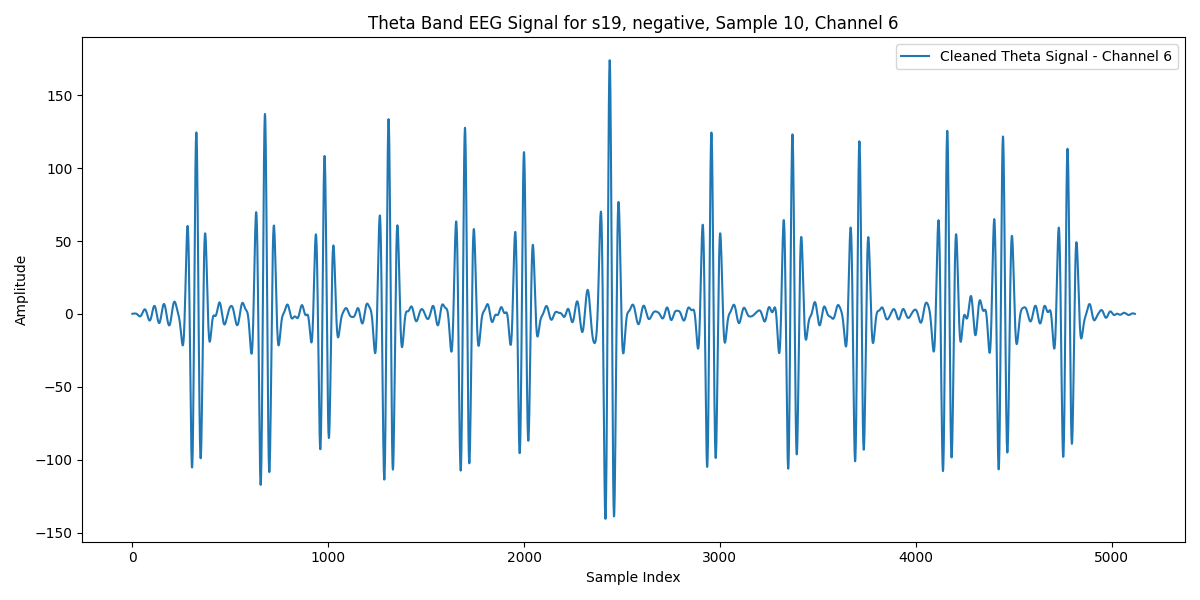 Theta Band EEG Signal for s19, negative, Sample 10, Channel 6
Cleaned Theta Signal - Channel 6
150
100
50
0
−50
−100
−150
Amplitude
0 1000 2000 3000 4000 5000
Sample Index